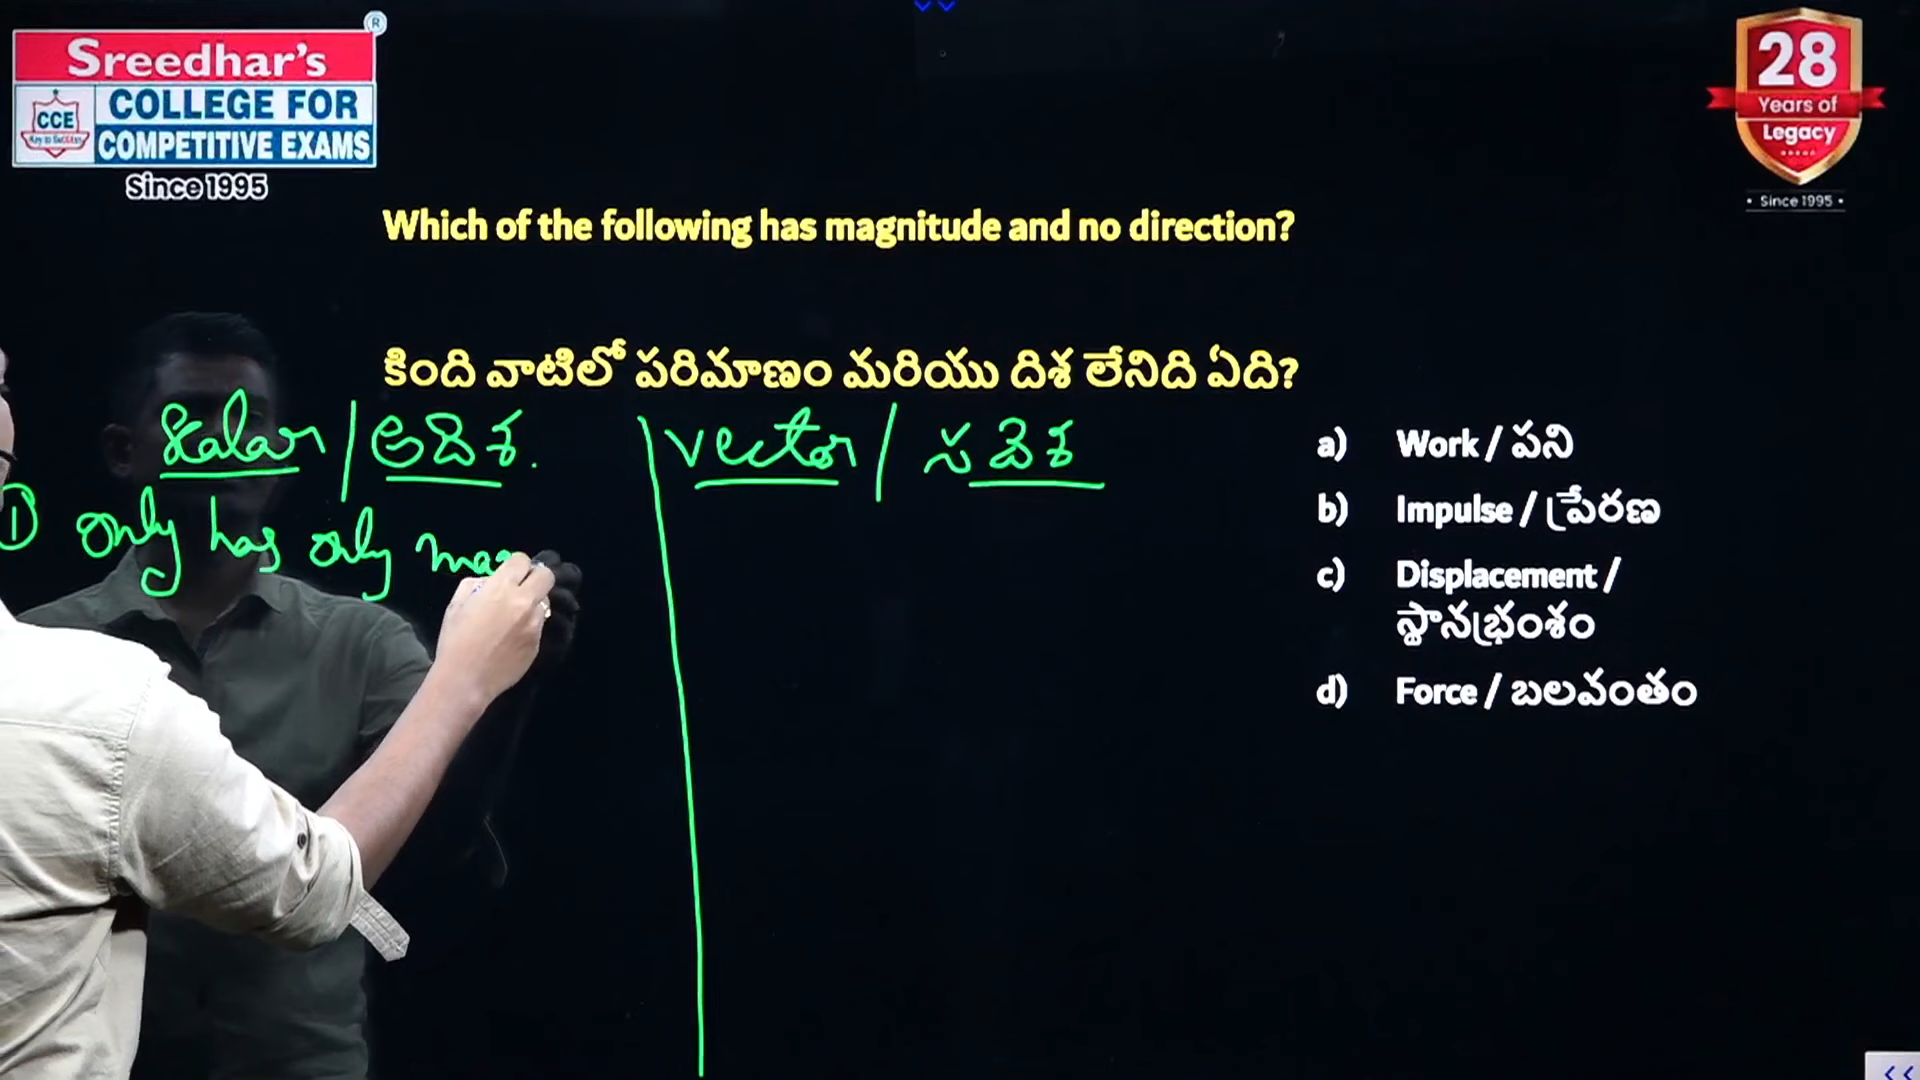 Sreedhar's
®
CCE
COLLEGE FOR
COMPETITIVE EXAMS
Since 1995
28
Years of
Legacy
• Since 1995 •
Which of the following has magnitude and no direction?
కింది వాటిలో పరిమాణం మరియు దిశ లేనిది ఏది?
Scalar / అదిశ.
vector / సదిశ
① only has only mag
a) Work / పని
b) Impulse / ప్రేరణ
c) Displacement /
స్థానభ్రంశం
d) Force / బలవంతం